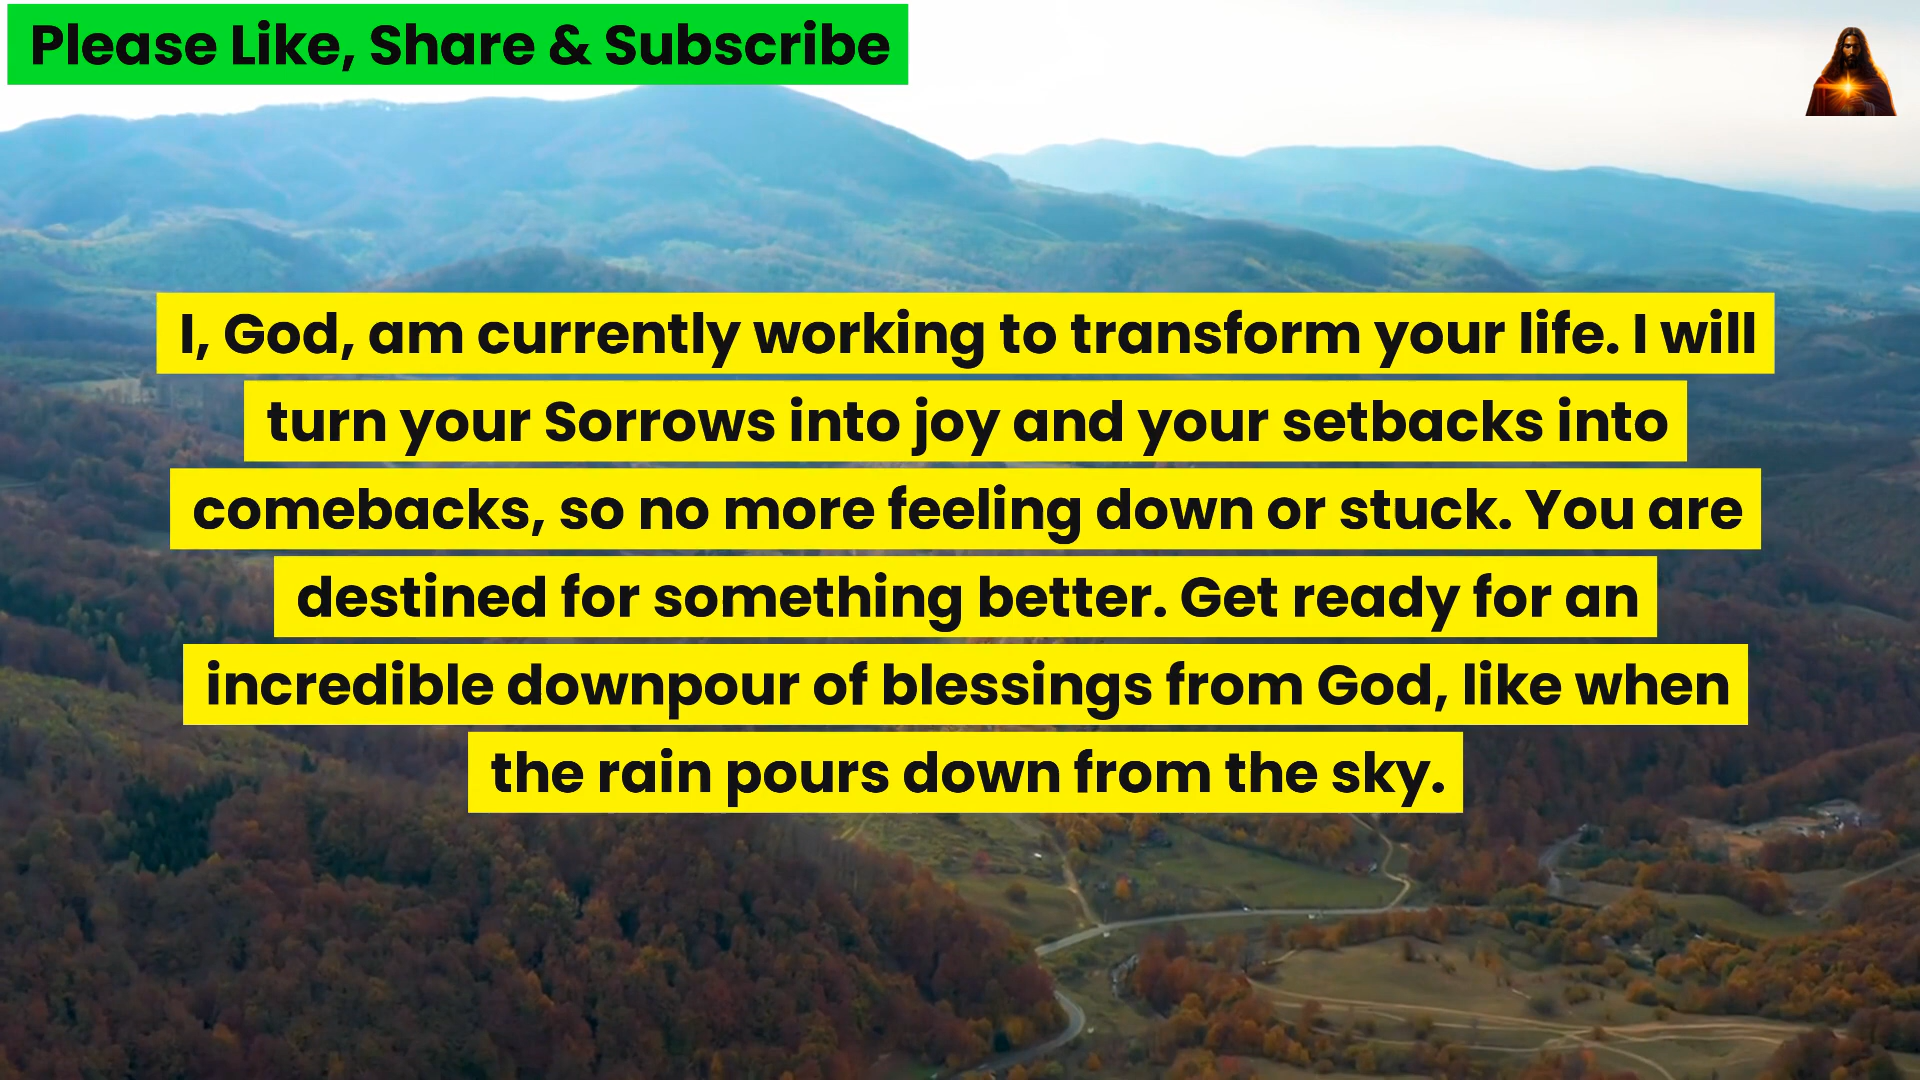 Please Like, Share & Subscribe
I, God, am currently working to transform your life. I will
turn your Sorrows into joy and your setbacks into
comebacks, so no more feeling down or stuck. You are
destined for something better. Get ready for an
incredible downpour of blessings from God, like when
the rain pours down from the sky.